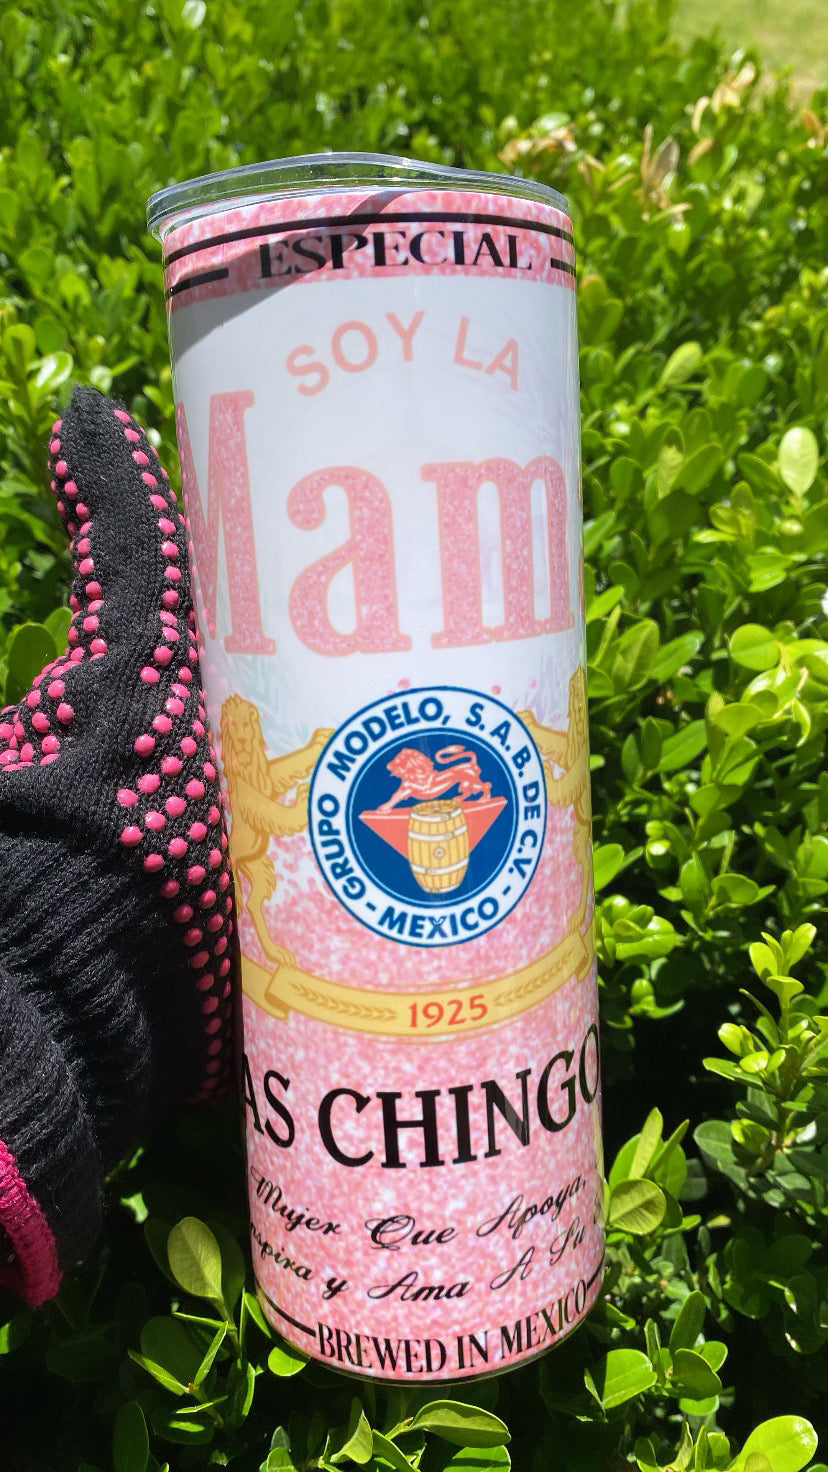 ESPECIAL
SOY LA
Mam
GRUPO MODELO, S.A.B. DE C.V.
- MEXICO -
1925
AS CHINGO
Mujer Que Apoya,
nspira y Ama A Su
BREWED IN MEXICO